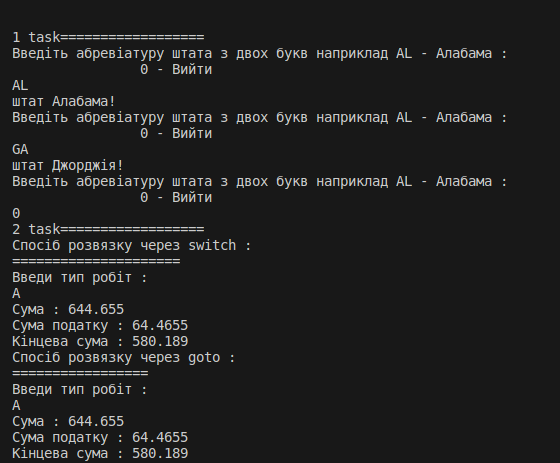 1 task==================
Введіть абревіатуру штата з двох букв наприклад AL - Алабама :
0 - Вийти
AL
штат Алабама!
Введіть абревіатуру штата з двох букв наприклад AL - Алабама :
0 - Вийти
GA
штат Джорджія!
Введіть абревіатуру штата з двох букв наприклад AL - Алабама :
0 - Вийти
0
2 task==================
Спосіб розвязку через switch :
=====================
Введи тип робіт :
A
Сума : 644.655
Сума податку : 64.4655
Кінцева сума : 580.189
Спосіб розвязку через goto :
=================
Введи тип робіт :
A
Сума : 644.655
Сума податку : 64.4655
Кінцева сума : 580.189